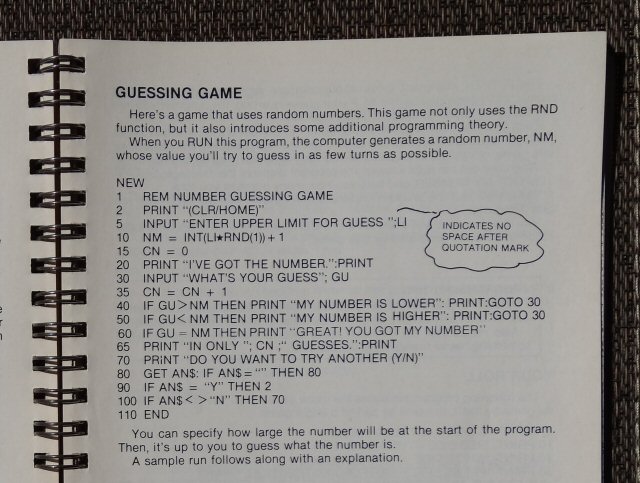 GUESSING GAME
Here's a game that uses random numbers. This game not only uses the RND
function, but it also introduces some additional programming theory.
When you RUN this program, the computer generates a random number, NM,
whose value you'll try to guess in as few turns as possible.
NEW
1 REM NUMBER GUESSING GAME
2 PRINT "{CLR/HOME}"
5 INPUT "ENTER UPPER LIMIT FOR GUESS ";LI
INDICATES NO
SPACE AFTER
QUOTATION MARK
10 NM = INT(LI★RND(1)) + 1
15 CN = 0
20 PRINT "I'VE GOT THE NUMBER.":PRINT
30 INPUT "WHAT'S YOUR GUESS"; GU
35 CN = CN + 1
40 IF GU > NM THEN PRINT "MY NUMBER IS LOWER": PRINT:GOTO 30
50 IF GU < NM THEN PRINT "MY NUMBER IS HIGHER": PRINT:GOTO 30
60 IF GU = NM THEN PRINT "GREAT! YOU GOT MY NUMBER"
65 PRINT "IN ONLY "; CN ;" GUESSES.":PRINT
70 PRINT "DO YOU WANT TO TRY ANOTHER (Y/N)"
80 GET AN$: IF AN$ = "" THEN 80
90 IF AN$ = "Y" THEN 2
100 IF AN$ < > "N" THEN 70
110 END
You can specify how large the number will be at the start of the program.
Then, it's up to you to guess what the number is.
A sample run follows along with an explanation.